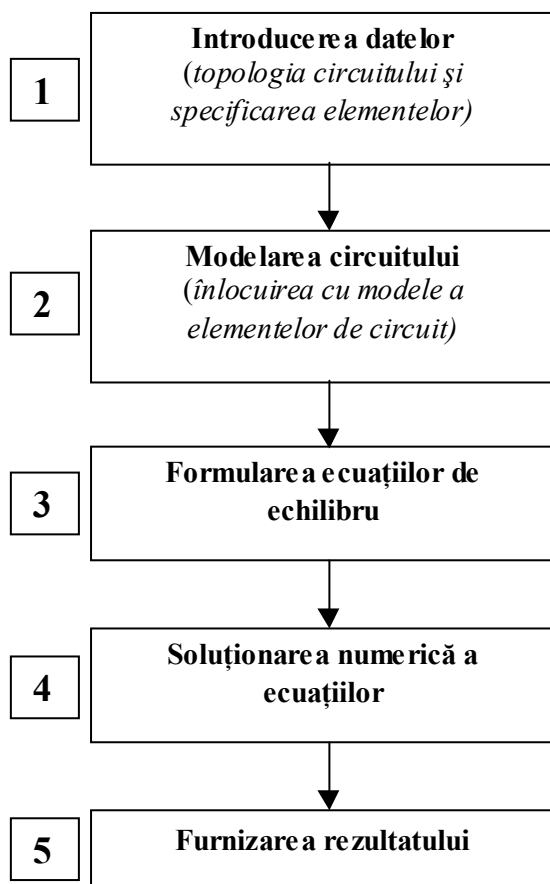 1
Introducerea datelor
(topologia circuitului şi
specificarea elementelor)
2
Modelarea circuitului
(înlocuirea cu modele a
elementelor de circuit)
3
Formularea ecuațiilor de
echilibru
4
Soluționarea numerică a
ecuațiilor
5
Furnizarea rezultatului